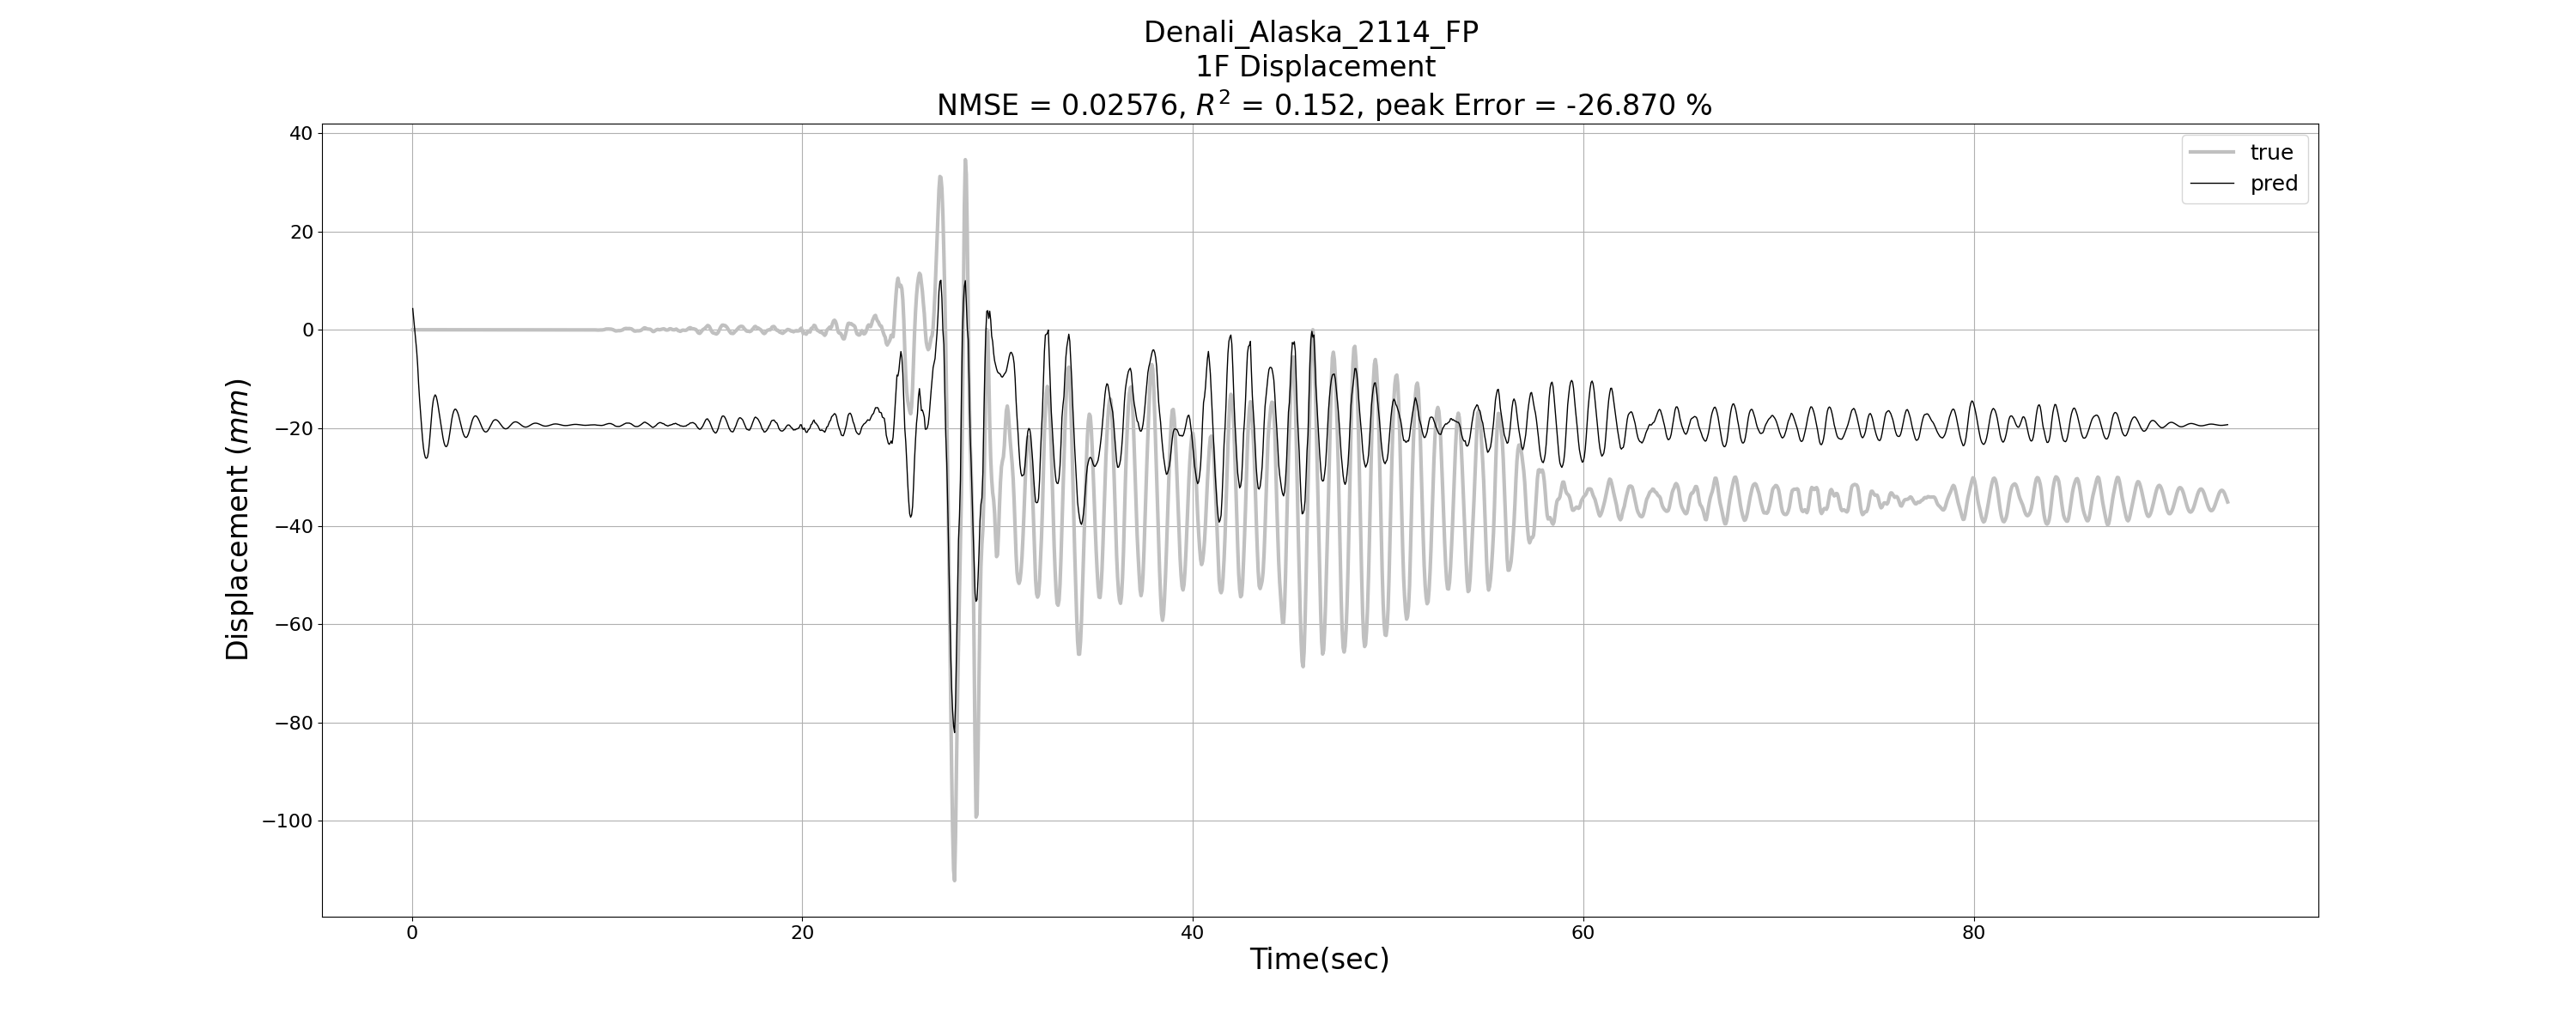 Denali_Alaska_2114_FP
1F Displacement
NMSE = 0.02576, R² = 0.152, peak Error = -26.870 %
true
pred
Displacement (mm)
40
20
0
−20
−40
−60
−80
−100
0 20 40 60 80
Time(sec)